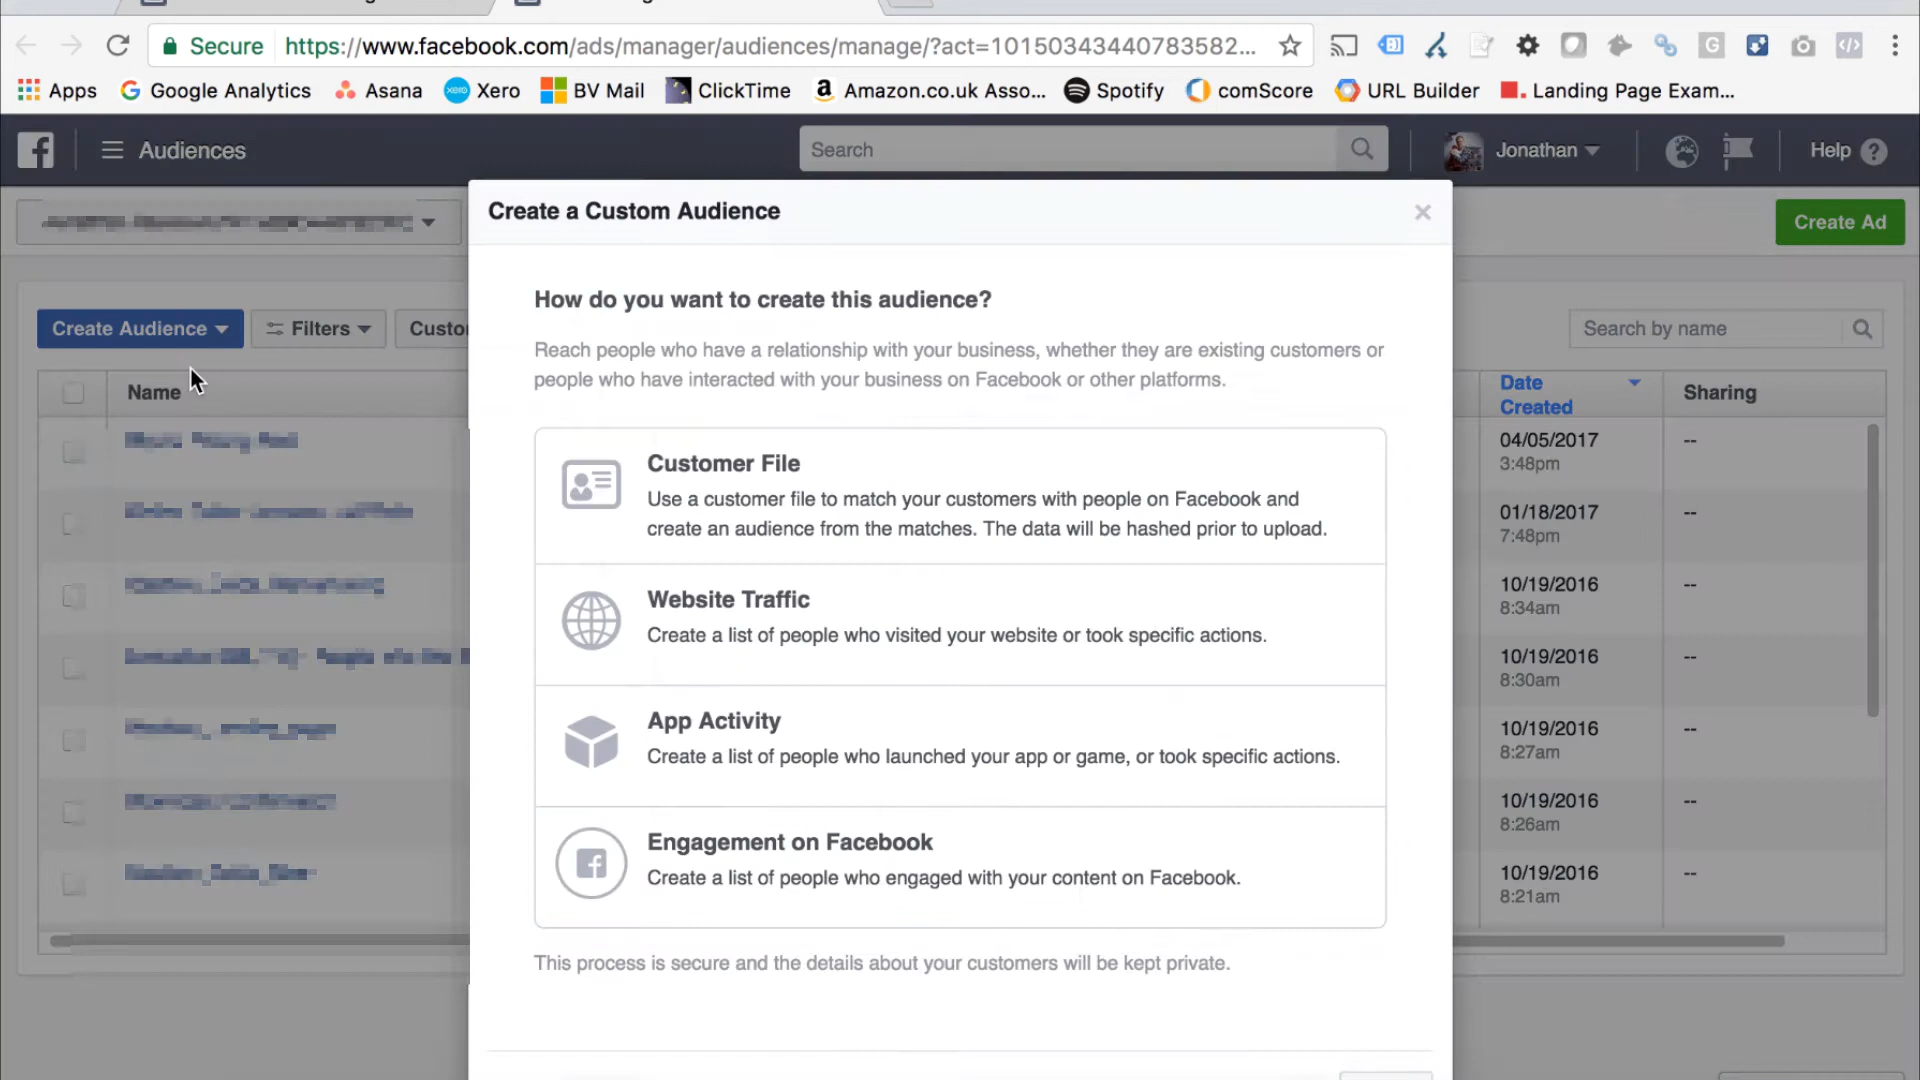 Secure https://www.facebook.com/ads/manager/audiences/manage/?act=10150343440783582...
Apps Google Analytics Asana xero Xero BV Mail ClickTime a Amazon.co.uk Asso... Spotify comScore URL Builder Landing Page Exam...
Audiences Search Jonathan Help ?
Create a Custom Audience
Create Ad
How do you want to create this audience?
Create Audience Filters Custo Search by name
Reach people who have a relationship with your business, whether they are existing customers or
people who have interacted with your business on Facebook or other platforms.
Name Date Created Sharing
Customer File
Use a customer file to match your customers with people on Facebook and
create an audience from the matches. The data will be hashed prior to upload.
Website Traffic
Create a list of people who visited your website or took specific actions.
App Activity
Create a list of people who launched your app or game, or took specific actions.
Engagement on Facebook
Create a list of people who engaged with your content on Facebook.
This process is secure and the details about your customers will be kept private.
04/05/2017 --
3:48pm
01/18/2017 --
7:48pm
10/19/2016 --
8:34am
10/19/2016 --
8:30am
10/19/2016 --
8:27am
10/19/2016 --
8:26am
10/19/2016 --
8:21am